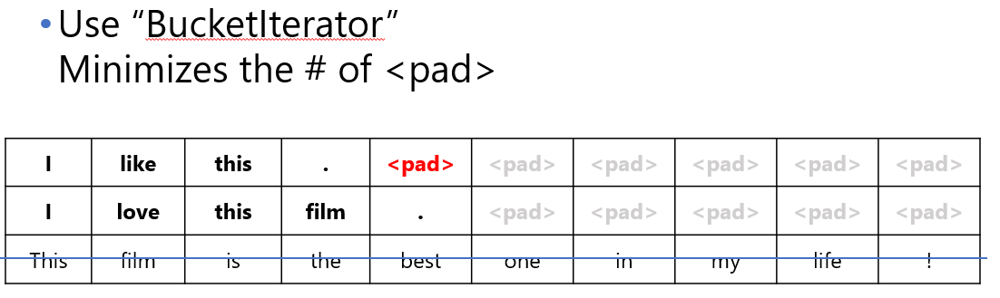 • Use “BucketIterator”
Minimizes the # of <pad>
I like this . <pad> <pad> <pad> <pad> <pad> <pad>
I love this film . <pad> <pad> <pad> <pad> <pad>
This film is the best one in my life !